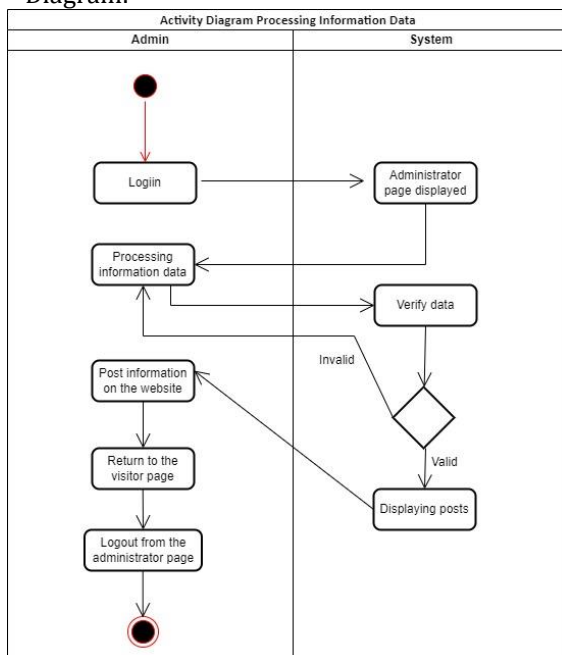 Diagram.
Activity Diagram Processing Information Data
Admin
System
Logiin
Administrator
page displayed
Processing
information data
Verify data
Invalid
Post information
on the website
Valid
Return to the
visitor page
Displaying posts
Logout from the
administrator page